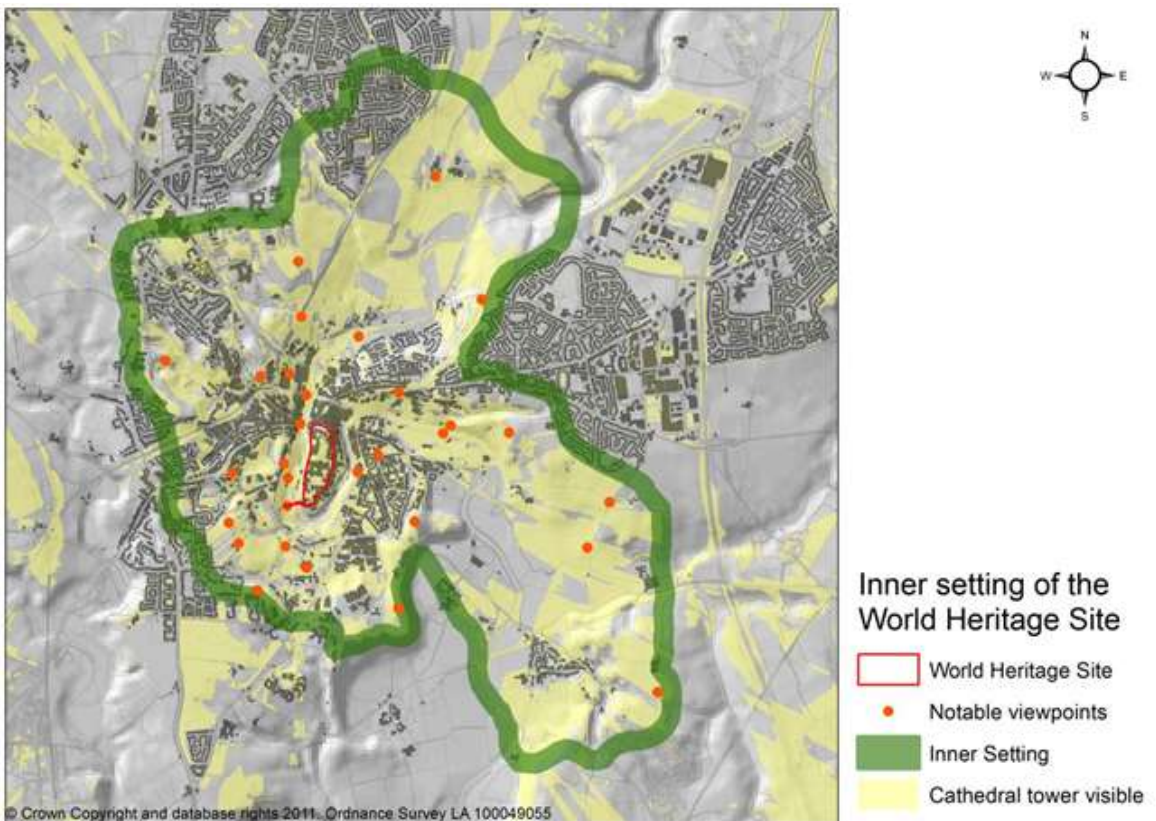 N
W E
S
Inner setting of the
World Heritage Site
World Heritage Site
Notable viewpoints
Inner Setting
Cathedral tower visible
© Crown Copyright and database rights 2011. Ordnance Survey LA 100049055